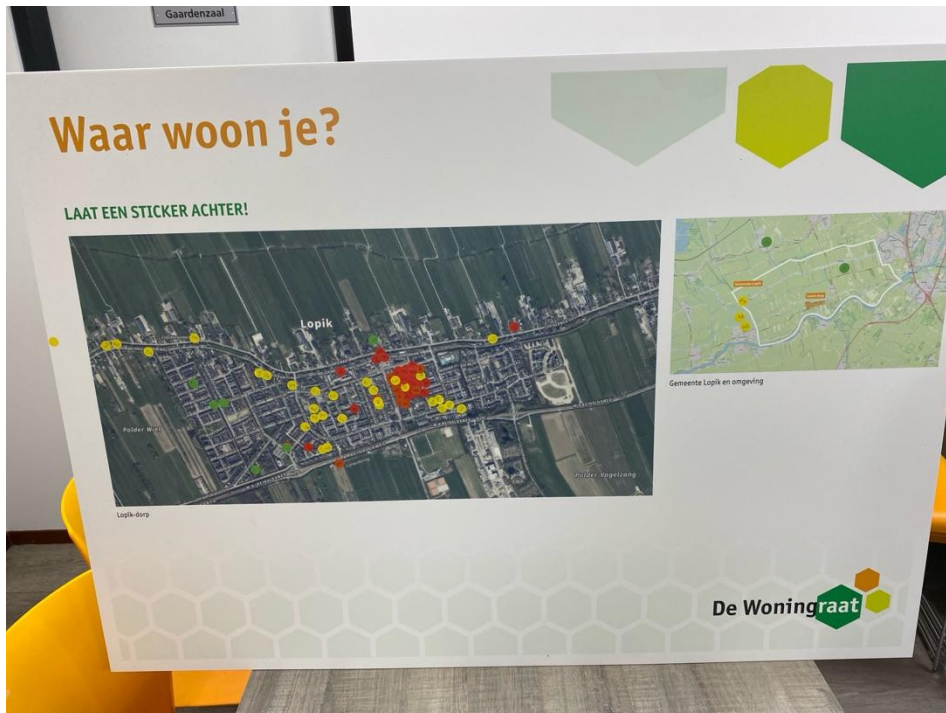 Gaardenzaal
Waar woon je?
LAAT EEN STICKER ACHTER!
Lopik
Polder Wiel
Polder Vogelzang
Lopik-dorp
Gemeente Lopik en omgeving
De Woningraat